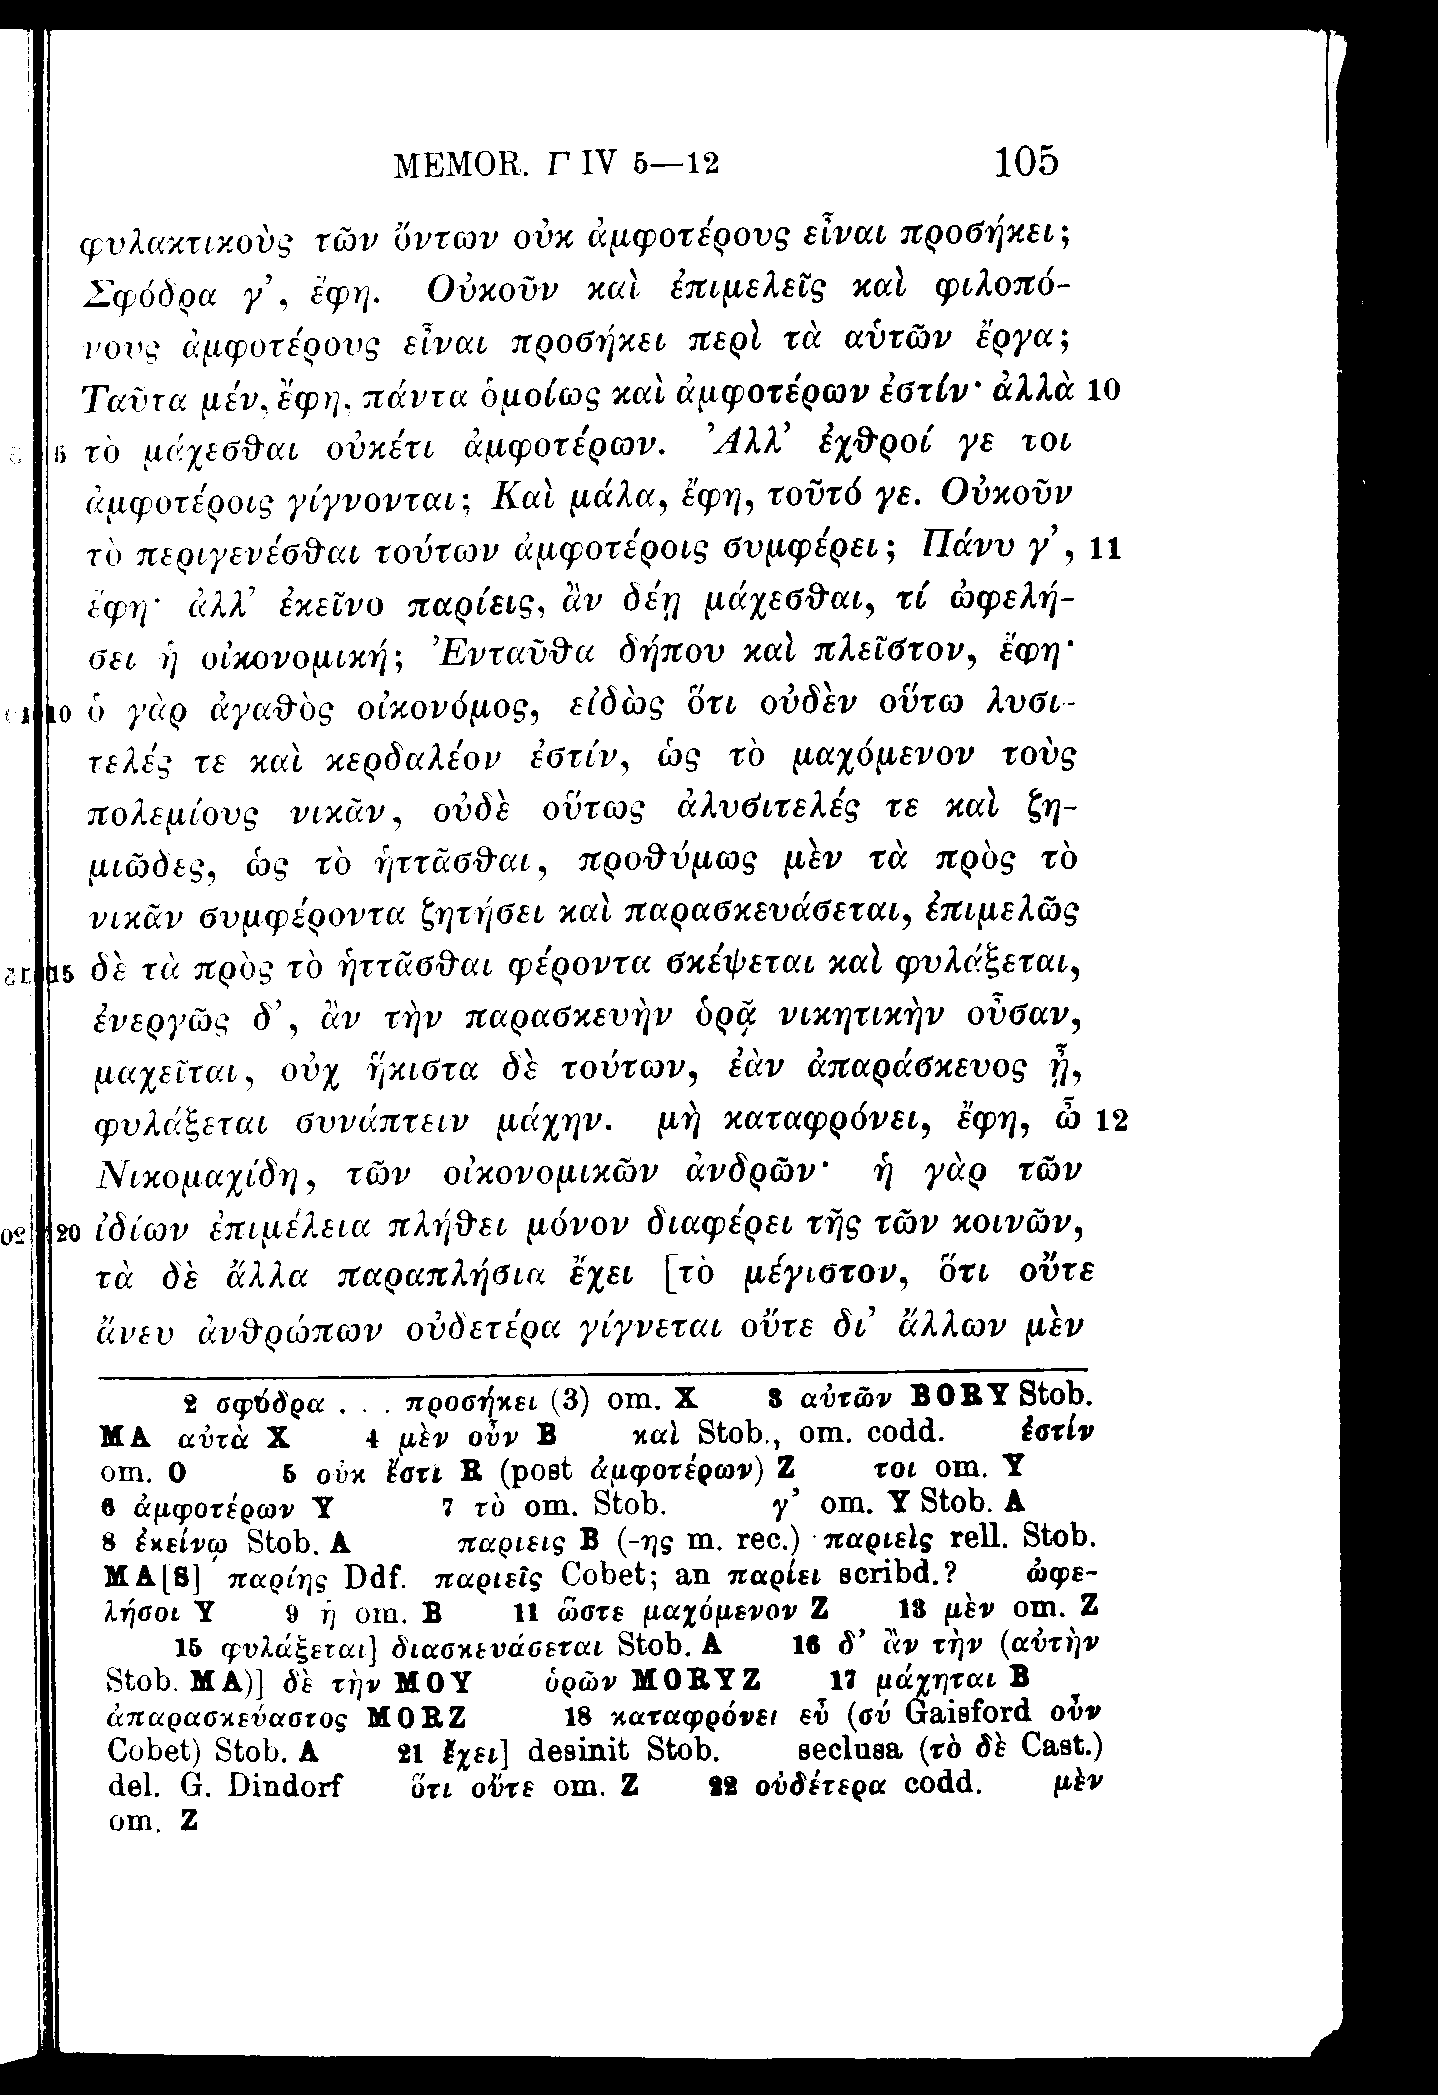 MEMOR. Γ IV 5—12 105
φυλακτικοὺς τῶν ὄντων οὐκ ἀμφοτέρους εἶναι προσήκει;
Σφόδρα γ’, ἔφη. Οὐκοῦν καὶ ἐπιμελεῖς καὶ φιλοπό-
νους ἀμφοτέρους εἶναι προσήκει περὶ τὰ αὑτῶν ἔργα;
Ταῦτα μέν, ἔφη, πάντα ὁμοίως καὶ ἀμφοτέρων ἐστίν· ἀλλὰ 10
5 τὸ μάχεσθαι οὐκέτι ἀμφοτέρων. Ἀλλ’ ἐχθροί γε τοι
ἀμφοτέροις γίγνονται; Καὶ μάλα, ἔφη, τοῦτό γε. Οὐκοῦν
τὸ περιγενέσθαι τούτων ἀμφοτέροις συμφέρει; Πάνυ γ’, 11
ἔφη· ἀλλ’ ἐκεῖνο παρίεις, ἂν δέῃ μάχεσθαι, τί ὠφελή-
σει ἡ οἰκονομική; Ἐνταῦθα δήπου καὶ πλεῖστον, ἔφη·
10 ὁ γὰρ ἀγαθὸς οἰκονόμος, εἰδὼς ὅτι οὐδὲν οὕτω λυσι-
τελές τε καὶ κερδαλέον ἐστίν, ὡς τὸ μαχόμενον τοὺς
πολεμίους νικᾶν, οὐδὲ οὕτως ἀλυσιτελές τε καὶ ζη-
μιῶδες, ὡς τὸ ἡττᾶσθαι, προθύμως μὲν τὰ πρὸς τὸ
νικᾶν συμφέροντα ζητήσει καὶ παρασκευάσεται, ἐπιμελῶς
15 δὲ τὰ πρὸς τὸ ἡττᾶσθαι φέροντα σκέψεται καὶ φυλάξεται,
ἐνεργῶς δ’, ἂν τὴν παρασκευὴν ὁρᾷ νικητικὴν οὖσαν,
μαχεῖται, οὐχ ἥκιστα δὲ τούτων, ἐὰν ἀπαράσκευος ᾖ,
φυλάξεται συνάπτειν μάχην. μὴ καταφρόνει, ἔφη, ὦ 12
Νικομαχίδη, τῶν οἰκονομικῶν ἀνδρῶν· ἡ γὰρ τῶν
20 ἰδίων ἐπιμέλεια πλήθει μόνον διαφέρει τῆς τῶν κοινῶν,
τὰ δὲ ἄλλα παραπλήσια ἔχει [τὸ μέγιστον, ὅτι οὔτε
ἄνευ ἀνθρώπων οὐδετέρα γίγνεται οὔτε δι’ ἄλλων μὲν
2 σφόδρα . . . προσήκει (3) om. X 3 αὑτῶν BORY Stob.
MA αὐτὰ X 4 μὲν οὖν B καὶ Stob., om. codd. ἐστίν
om. O 5 οὐκ ἔστι R (post ἀμφοτέρων) Z τοι om. Y
6 ἀμφοτέρων Y 7 τὸ om. Stob. γ’ om. Y Stob. A
8 ἐκείνῳ Stob. A παριεις B (-ης m. rec.) παριεὶς rell. Stob.
MA[S] παρίης Ddf. παριεῖς Cobet; an παρίει scribd.? ὠφε-
λήσοι Y 9 ἡ om. B 11 ὥστε μαχόμενον Z 13 μὲν om. Z
15 φυλάξεται] διασκευάσεται Stob. A 16 δ’ ἂν τὴν (αὐτὴν
Stob. MA)] δὲ τὴν MOY ὁρῶν MORYZ 17 μάχηται B
ἀπαρασκεύαστος MORZ 18 καταφρόνει εὖ (σύ Gaisford οὖν
Cobet) Stob. A 21 ἔχει] desinit Stob. seclusa (τὸ δὲ Cast.)
del. G. Dindorf ὅτι οὔτε om. Z 22 οὐδέτερα codd. μὲν
om. Z